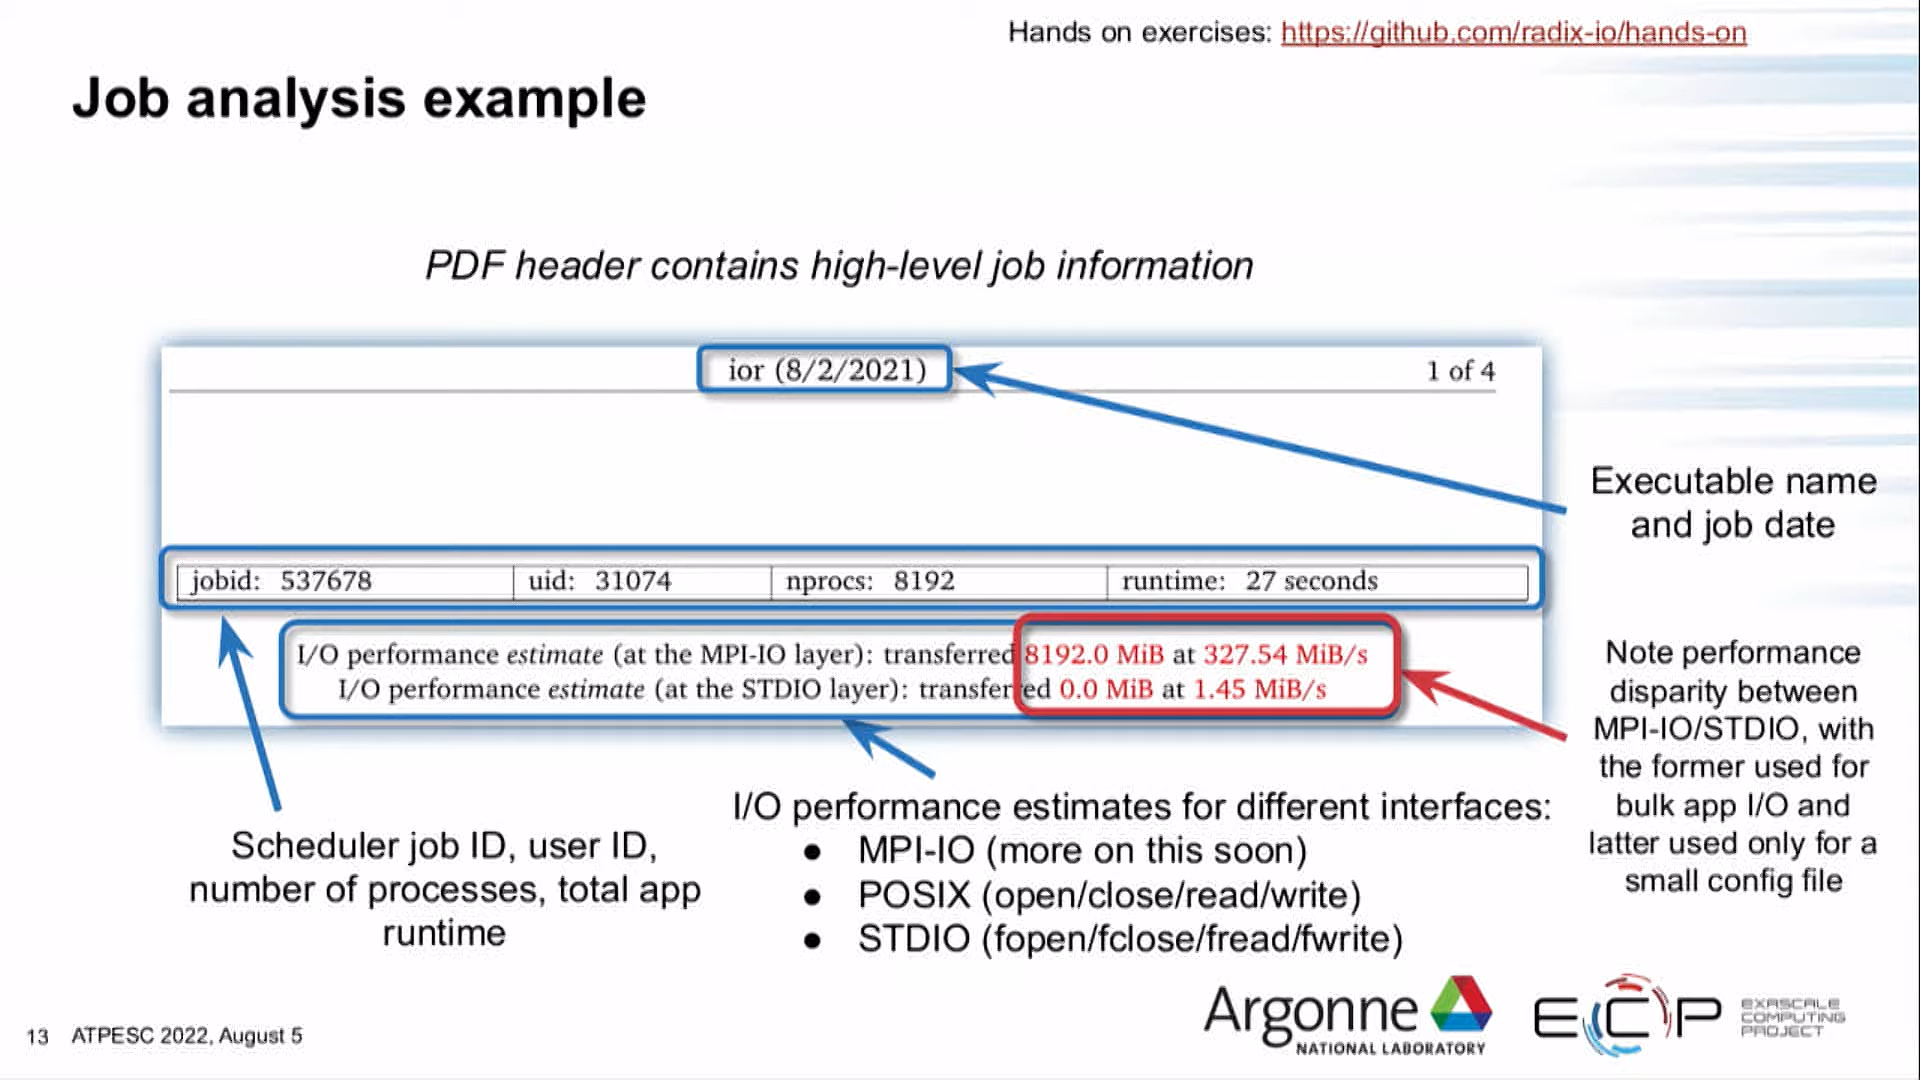 Hands on exercises: https://github.com/radix-io/hands-on
Job analysis example
PDF header contains high-level job information
ior (8/2/2021)
1 of 4
Executable name
and job date
jobid: 537678
uid: 31074
nprocs: 8192
runtime: 27 seconds
I/O performance estimate (at the MPI-IO layer): transferred 8192.0 MiB at 327.54 MiB/s
I/O performance estimate (at the STDIO layer): transferred 0.0 MiB at 1.45 MiB/s
Note performance
disparity between
MPI-IO/STDIO, with
the former used for
bulk app I/O and
latter used only for a
small config file
Scheduler job ID, user ID,
number of processes, total app
runtime
I/O performance estimates for different interfaces:
● MPI-IO (more on this soon)
● POSIX (open/close/read/write)
● STDIO (fopen/fclose/fread/fwrite)
Argonne
NATIONAL LABORATORY
ECP
EXASCALE
COMPUTING
PROJECT
13 ATPESC 2022, August 5